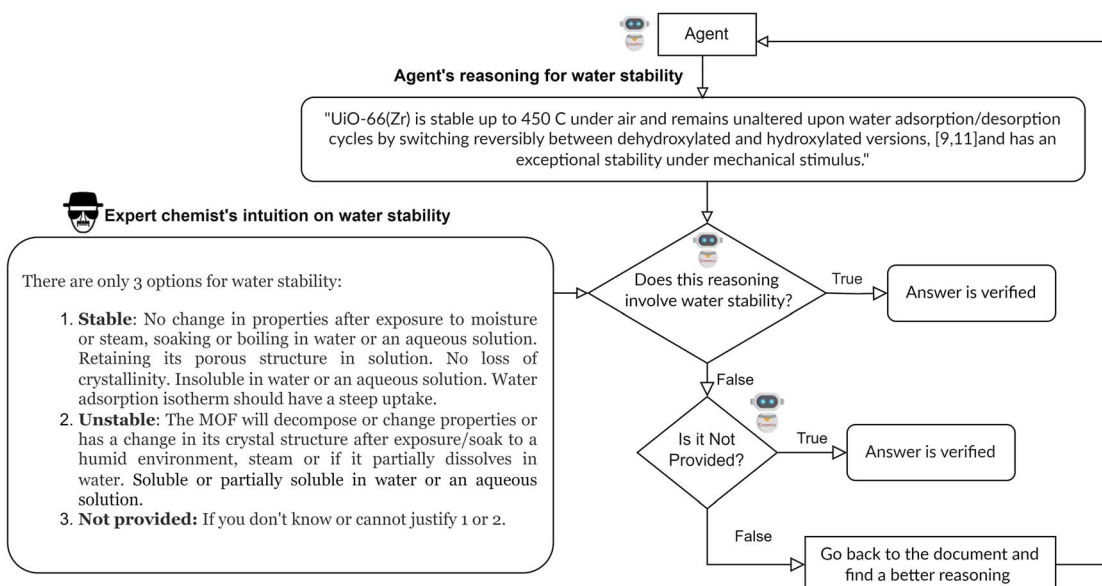 Agent
Agent's reasoning for water stability
"UiO-66(Zr) is stable up to 450 C under air and remains unaltered upon water adsorption/desorption
cycles by switching reversibly between dehydroxylated and hydroxylated versions, [9,11]and has an
exceptional stability under mechanical stimulus."
Expert chemist's intuition on water stability
There are only 3 options for water stability:
1. Stable: No change in properties after exposure to moisture
or steam, soaking or boiling in water or an aqueous solution.
Retaining its porous structure in solution. No loss of
crystallinity. Insoluble in water or an aqueous solution. Water
adsorption isotherm should have a steep uptake.
2. Unstable: The MOF will decompose or change properties or
has a change in its crystal structure after exposure/soak to a
humid environment, steam or if it partially dissolves in
water. Soluble or partially soluble in water or an aqueous
solution.
3. Not provided: If you don't know or cannot justify 1 or 2.
Does this reasoning
involve water stability?
True
Answer is verified
False
Is it Not
Provided?
True
Answer is verified
False
Go back to the document and
find a better reasoning